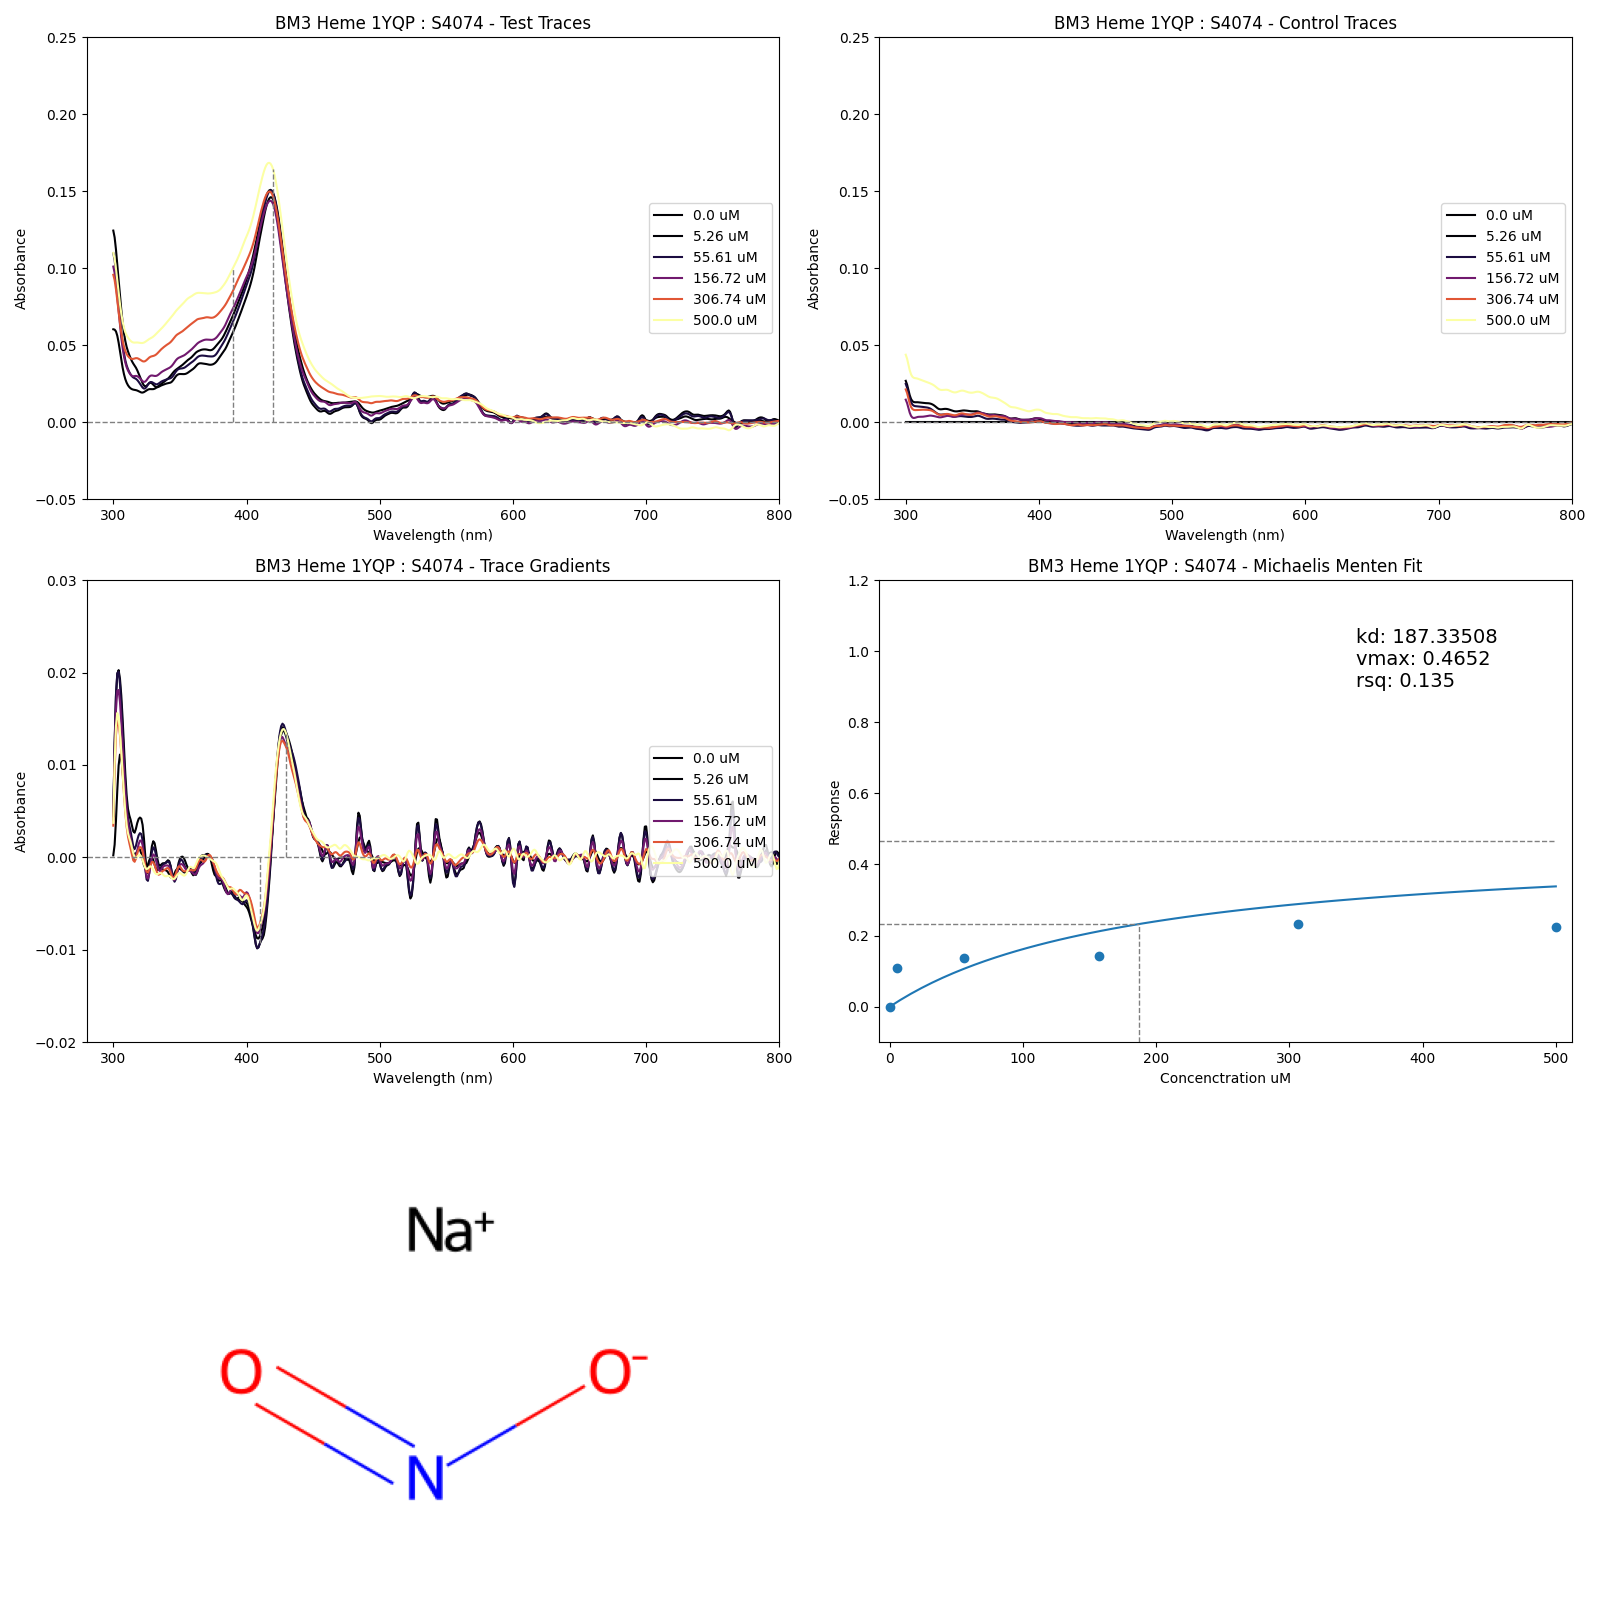 BM3 Heme 1YQP : S4074 - Test Traces
0.25
0.20
0.15
0.10
0.05
0.00
−0.05
Absorbance
300 400 500 600 700 800
Wavelength (nm)
0.0 uM
5.26 uM
55.61 uM
156.72 uM
306.74 uM
500.0 uM
BM3 Heme 1YQP : S4074 - Control Traces
0.25
0.20
0.15
0.10
0.05
0.00
−0.05
Absorbance
300 400 500 600 700 800
Wavelength (nm)
0.0 uM
5.26 uM
55.61 uM
156.72 uM
306.74 uM
500.0 uM
BM3 Heme 1YQP : S4074 - Trace Gradients
0.03
0.02
0.01
0.00
−0.01
−0.02
Absorbance
300 400 500 600 700 800
Wavelength (nm)
0.0 uM
5.26 uM
55.61 uM
156.72 uM
306.74 uM
500.0 uM
BM3 Heme 1YQP : S4074 - Michaelis Menten Fit
1.2
1.0
0.8
0.6
0.4
0.2
0.0
Response
0 100 200 300 400 500
Concenctration uM
kd: 187.33508
vmax: 0.4652
rsq: 0.135
Na+
O O−
N